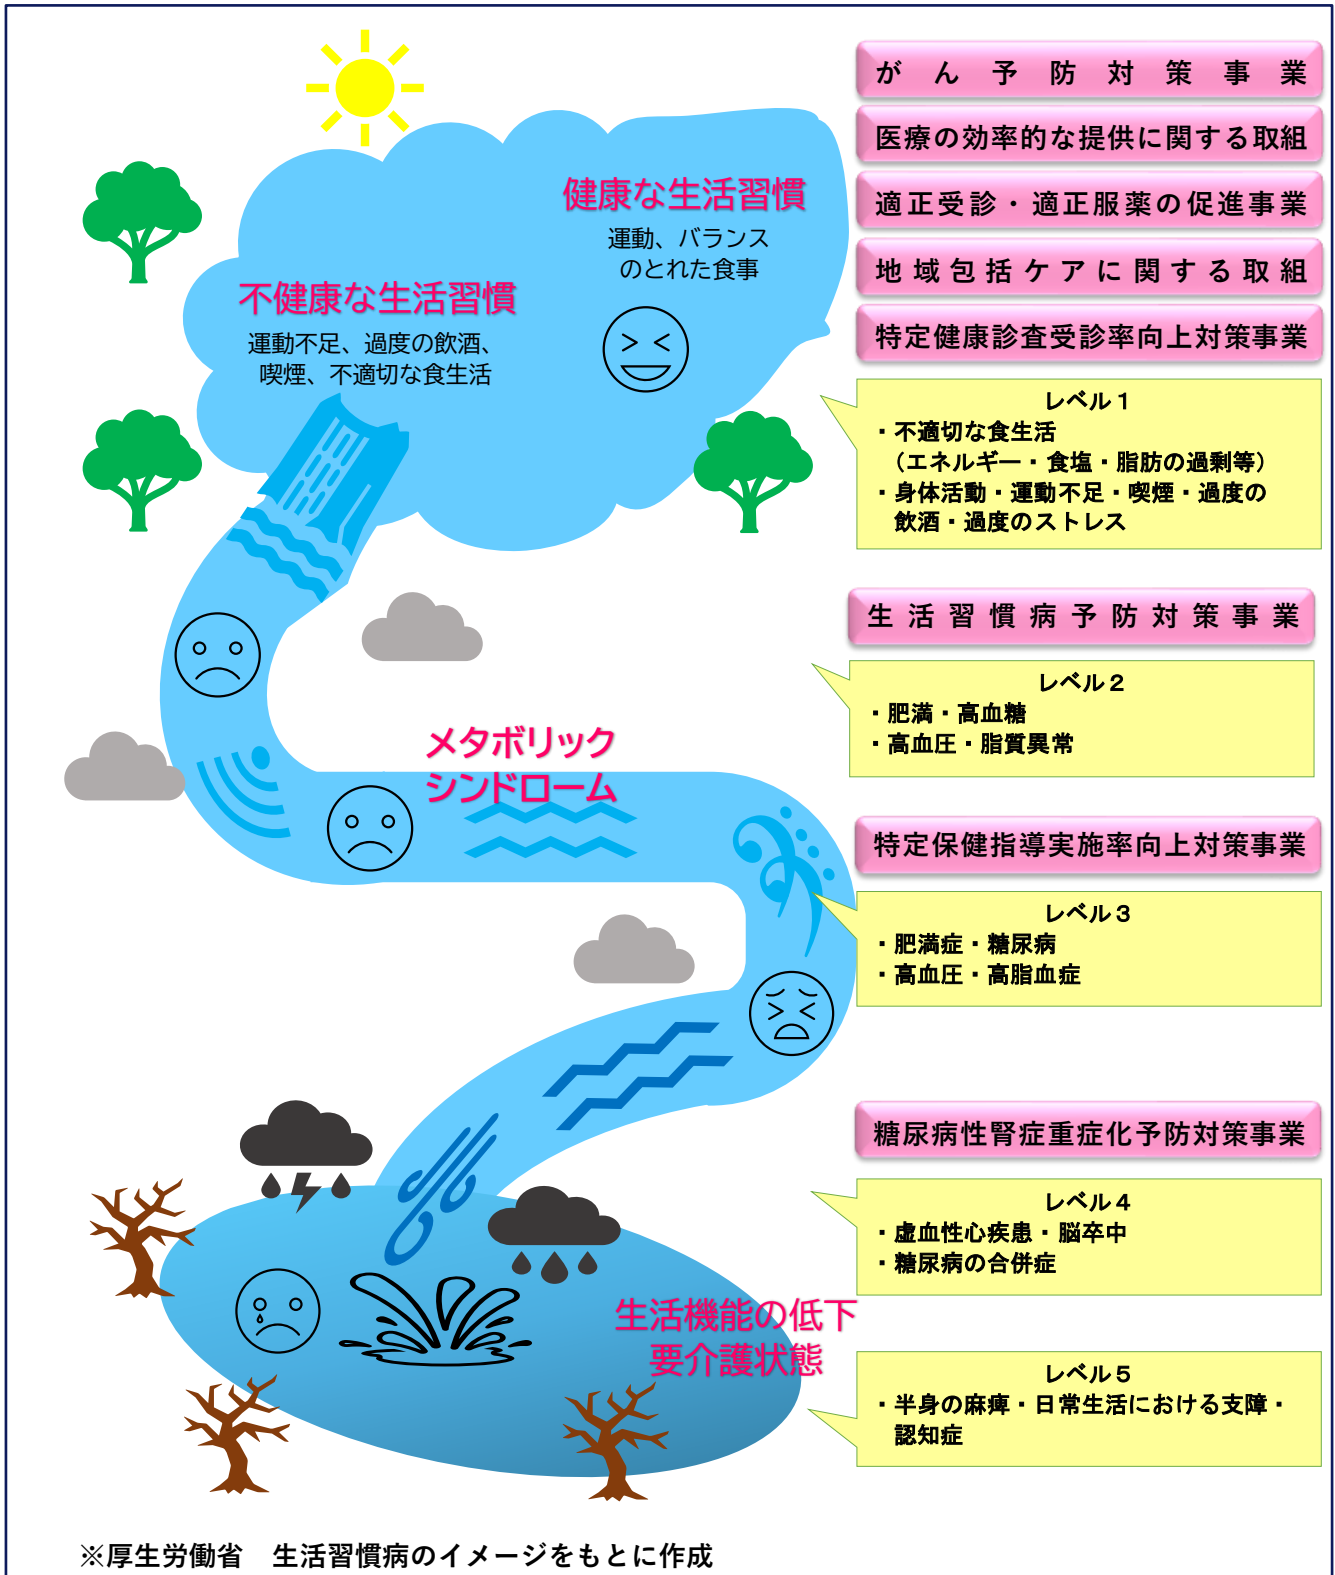 がん予防対策事業
医療の効率的な提供に関する取組
適正受診・適正服薬の促進事業
地域包括ケアに関する取組
特定健康診査受診率向上対策事業
健康な生活習慣
運動、バランス
のとれた食事
不健康な生活習慣
運動不足、過度の飲酒、
喫煙、不適切な食生活
レベル１
・不適切な食生活
（エネルギー・食塩・脂肪の過剰等）
・身体活動・運動不足・喫煙・過度の
飲酒・過度のストレス
生活習慣病予防対策事業
レベル２
・肥満・高血糖
・高血圧・脂質異常
メタボリック
シンドローム
特定保健指導実施率向上対策事業
レベル３
・肥満症・糖尿病
・高血圧・高脂血症
糖尿病性腎症重症化予防対策事業
レベル４
・虚血性心疾患・脳卒中
・糖尿病の合併症
生活機能の低下
要介護状態
レベル５
・半身の麻痺・日常生活における支障・
認知症
※厚生労働省　生活習慣病のイメージをもとに作成